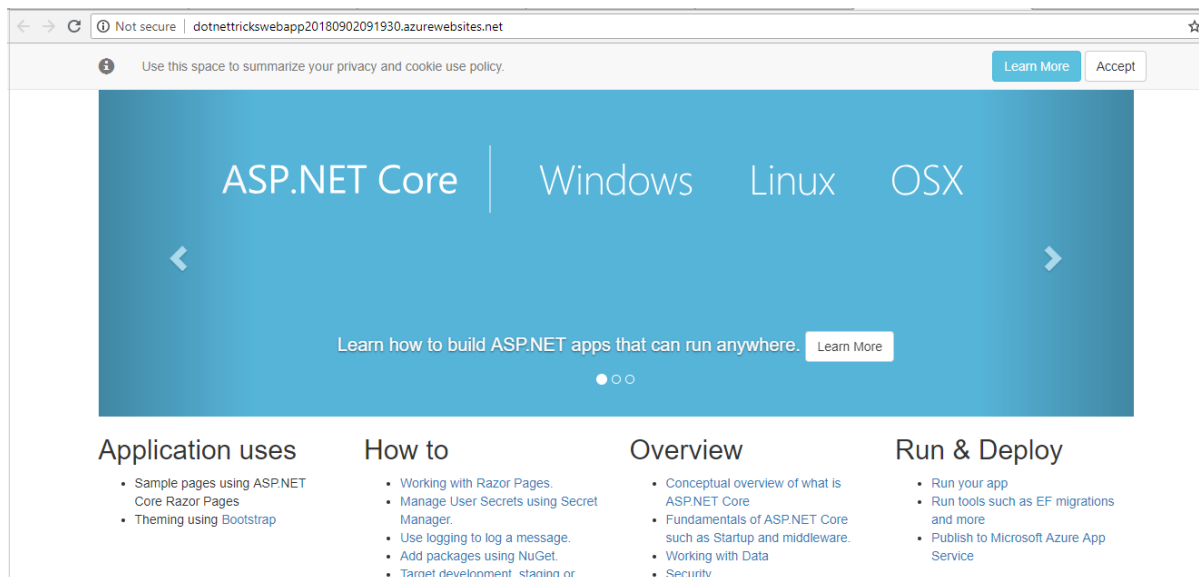 Not secure | dotnettrickswebapp20180902091930.azurewebsites.net
Use this space to summarize your privacy and cookie use policy.
Learn More
Accept
ASP.NET Core
Windows
Linux
OSX
Learn how to build ASP.NET apps that can run anywhere.
Learn More
Application uses
Sample pages using ASP.NET
Core Razor Pages
Theming using Bootstrap
How to
Working with Razor Pages.
Manage User Secrets using Secret
Manager.
Use logging to log a message.
Add packages using NuGet.
Target development, staging or
Overview
Conceptual overview of what is
ASP.NET Core
Fundamentals of ASP.NET Core
such as Startup and middleware.
Working with Data
Security
Run & Deploy
Run your app
Run tools such as EF migrations
and more
Publish to Microsoft Azure App
Service